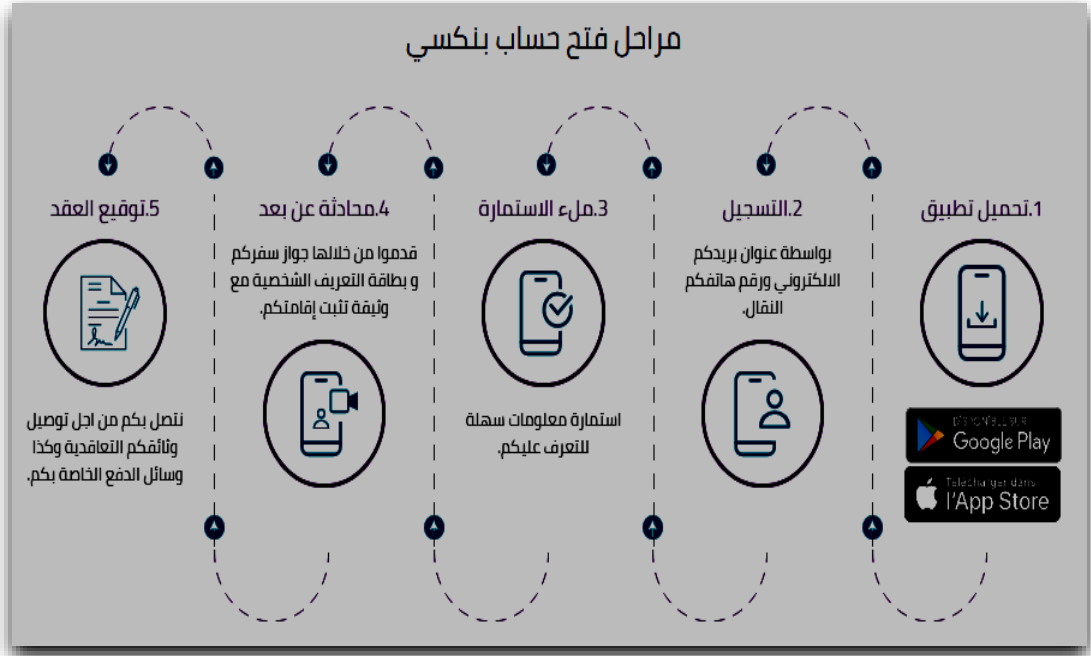 مراحل فتح حساب بنكسي
1.تحميل تطبيق
DISPONIBLE SUR
Google Play
Télécharger dans
l'App Store
2.التسجيل
بواسطة عنوان بريدكم
الالكتروني ورقم هاتفكم
النقال.
3.ملء الاستمارة
استمارة معلومات سهلة
للتعرف عليكم.
4.محادثة عن بعد
قدموا من خلالها جواز سفركم
و بطاقة التعريف الشخصية مع
وثيقة تثبت إقامتكم.
5.توقيع العقد
نتصل بكم من اجل توصيل
وثائقكم التعاقدية وكذا
وسائل الدفع الخاصة بكم.